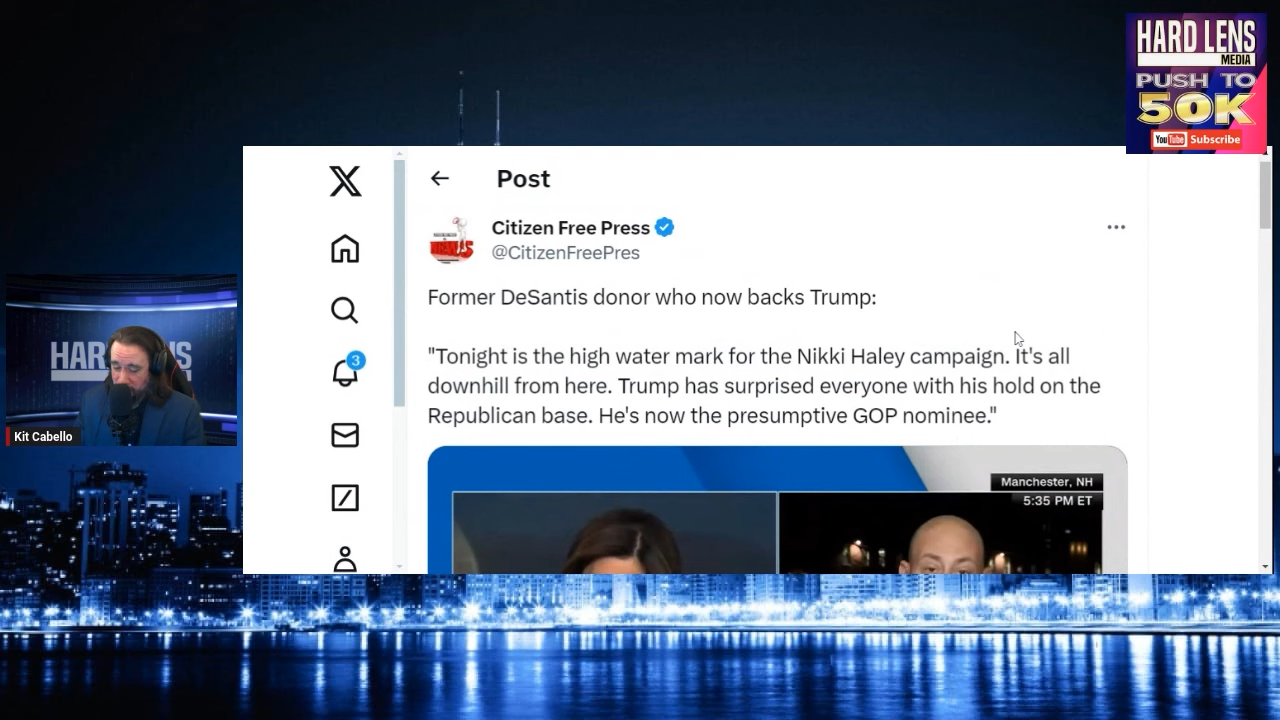 HARD LENS
MEDIA
PUSH TO
50K
YouTube Subscribe
X
Post
Citizen Free Press
@CitizenFreePres
Former DeSantis donor who now backs Trump:
3
"Tonight is the high water mark for the Nikki Haley campaign. It's all
downhill from here. Trump has surprised everyone with his hold on the
Republican base. He's now the presumptive GOP nominee."
Kit Cabello
Manchester, NH
5:35 PM ET